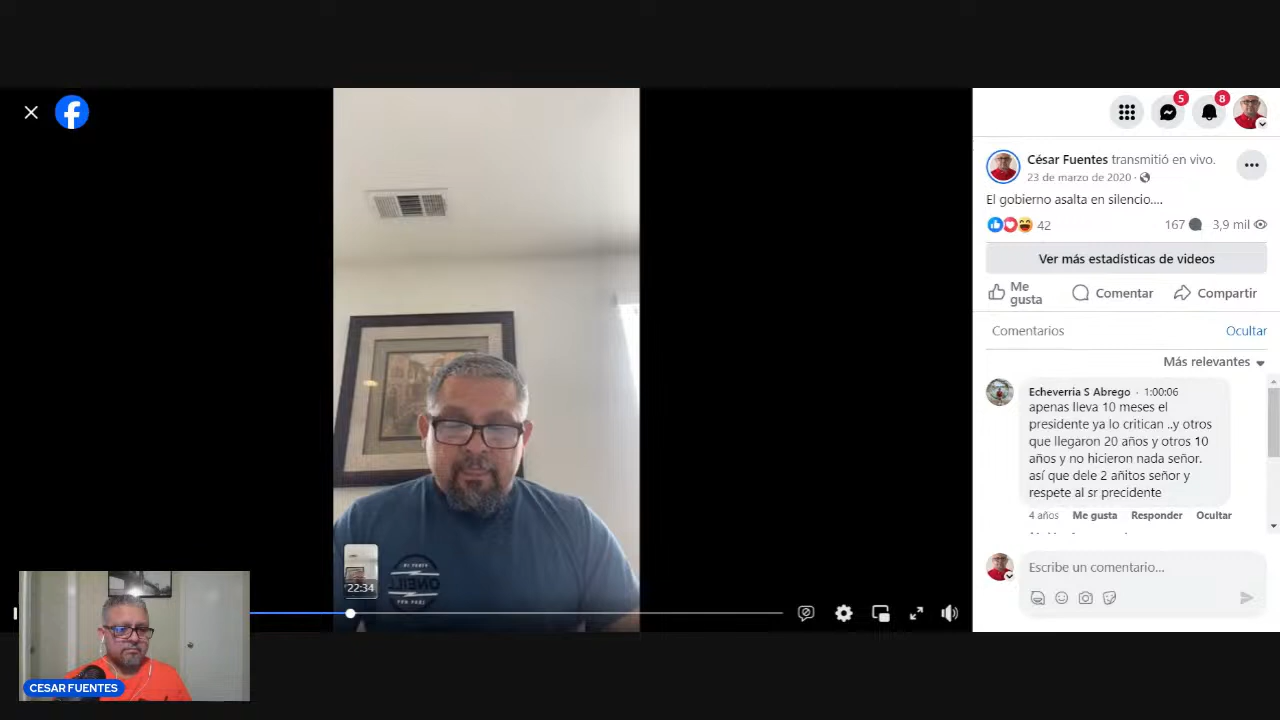 5
8
César Fuentes transmitió en vivo.
23 de marzo de 2020 ·
El gobierno asalta en silencio....
42
167
3,9 mil
Ver más estadísticas de videos
Me gusta
Comentar
Compartir
Comentarios
Ocultar
Más relevantes
Echeverria S Abrego · 1:00:06
apenas lleva 10 meses el
presidente ya lo critican ..y otros
que llegaron 20 años y otros 10
años y no hicieron nada señor.
así que dele 2 añitos señor y
respete al sr precidente
4 años Me gusta Responder Ocultar
Escribe un comentario...
22:34
O'NEILL
CESAR FUENTES